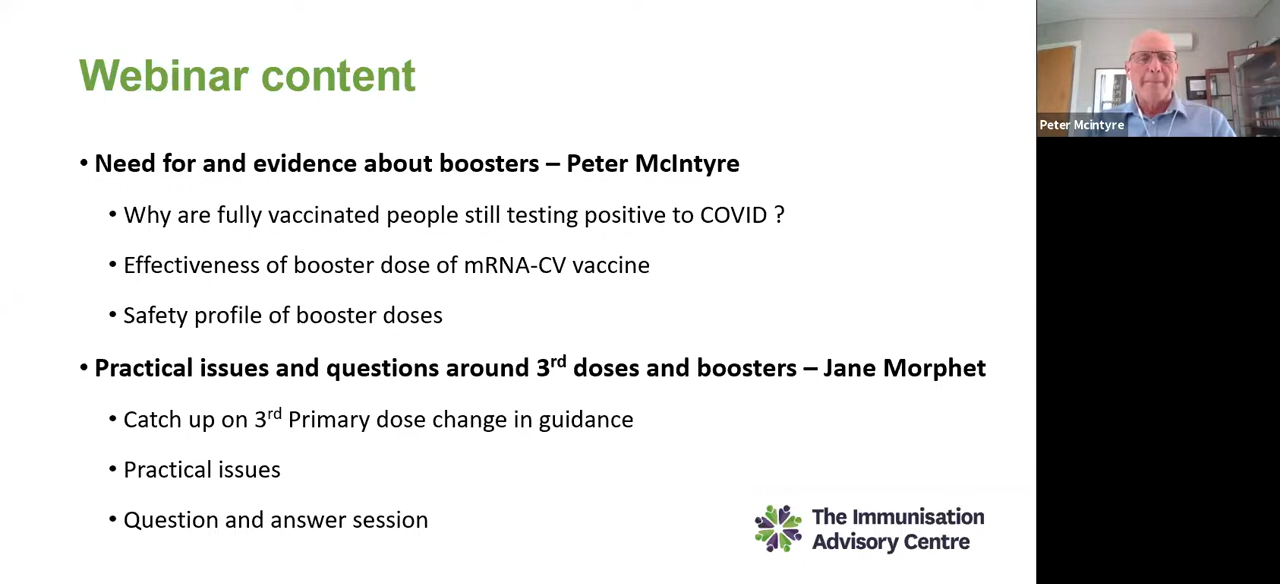 Webinar content
• Need for and evidence about boosters – Peter McIntyre
• Why are fully vaccinated people still testing positive to COVID ?
• Effectiveness of booster dose of mRNA-CV vaccine
• Safety profile of booster doses
• Practical issues and questions around 3rd doses and boosters – Jane Morphet
• Catch up on 3rd Primary dose change in guidance
• Practical issues
• Question and answer session
The Immunisation
Advisory Centre
Peter Mcintyre